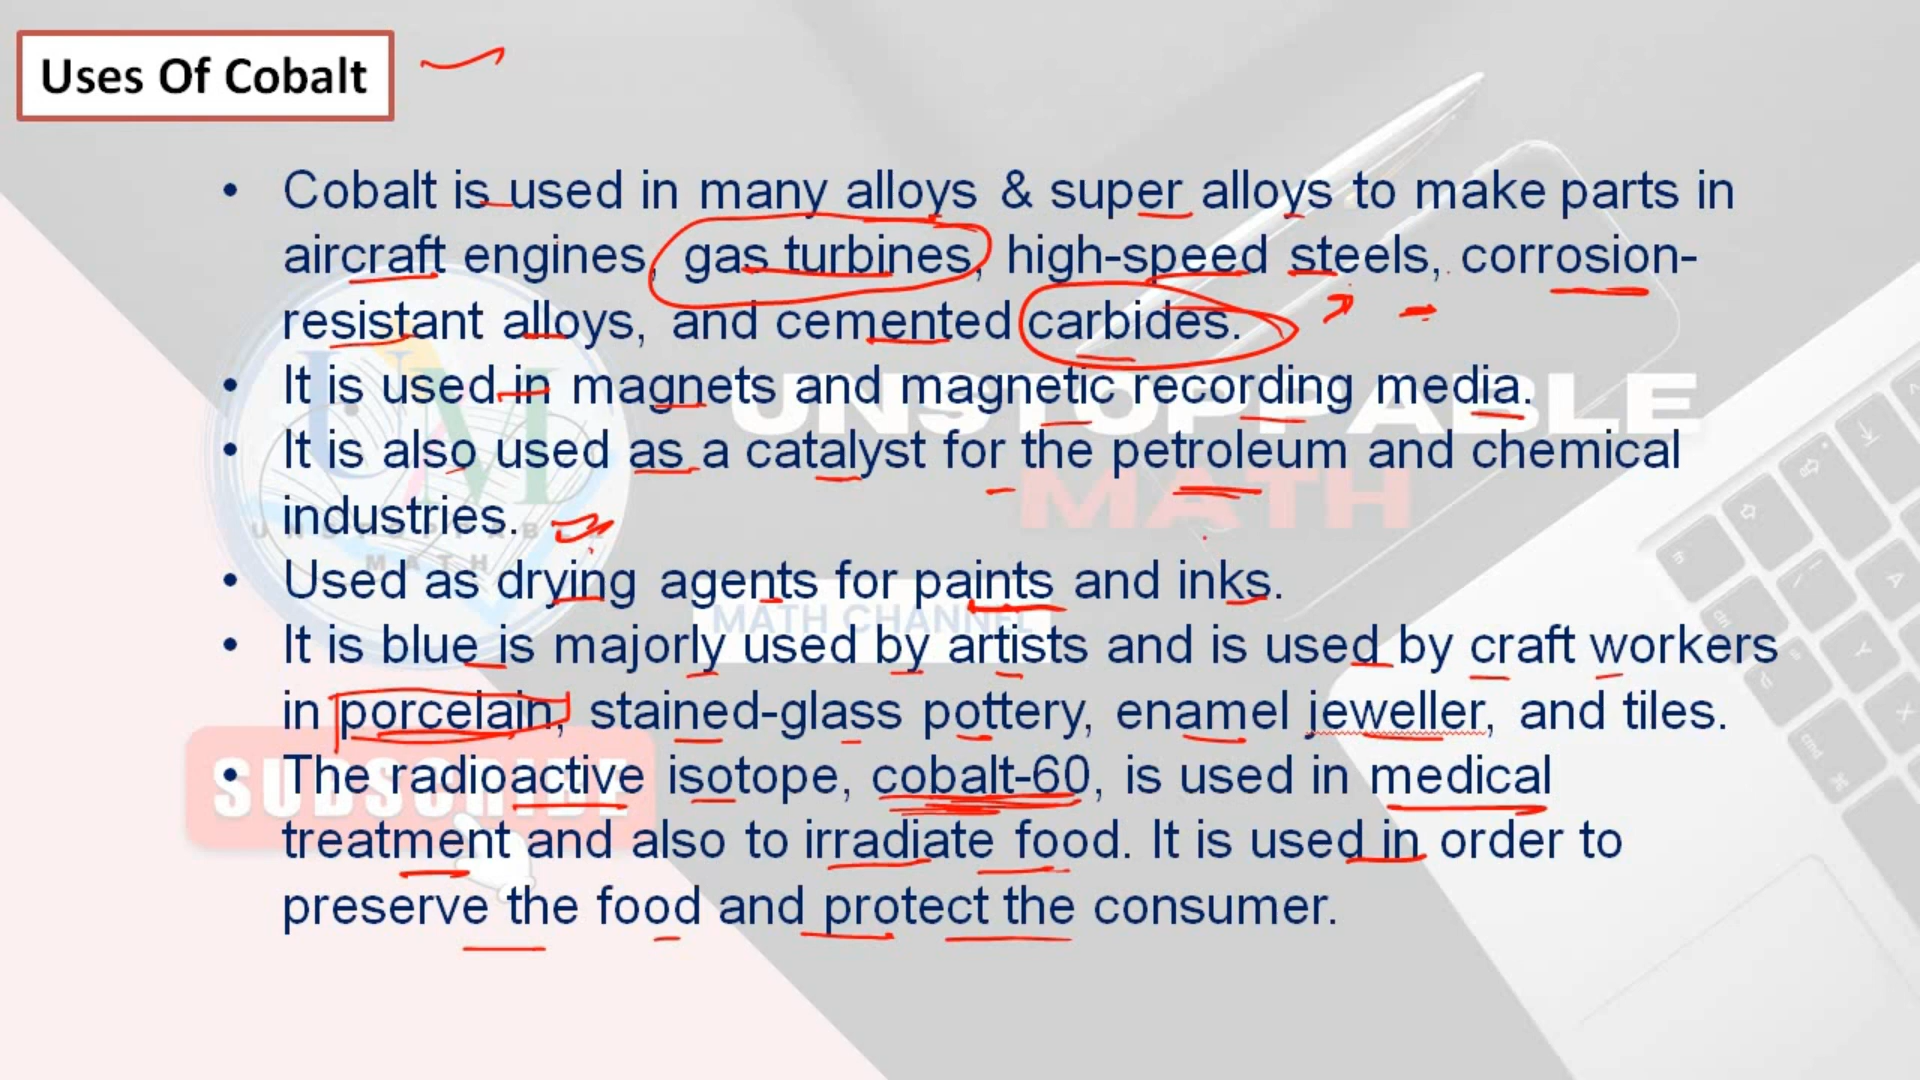 Uses Of Cobalt
• Cobalt is used in many alloys & super alloys to make parts in
aircraft engines, gas turbines, high-speed steels, corrosion-
resistant alloys, and cemented carbides.
• It is used in magnets and magnetic recording media.
UNSTOPPABLE
• It is also used as a catalyst for the petroleum and chemical
MATH
industries.
UNSTOPPABLE
MATH
• Used as drying agents for paints and inks.
MATH CHANNEL
• It is blue is majorly used by artists and is used by craft workers
in porcelain, stained-glass pottery, enamel jeweller, and tiles.
• The radioactive isotope, cobalt-60, is used in medical
SUBSCRIBE
treatment and also to irradiate food. It is used in order to
preserve the food and protect the consumer.